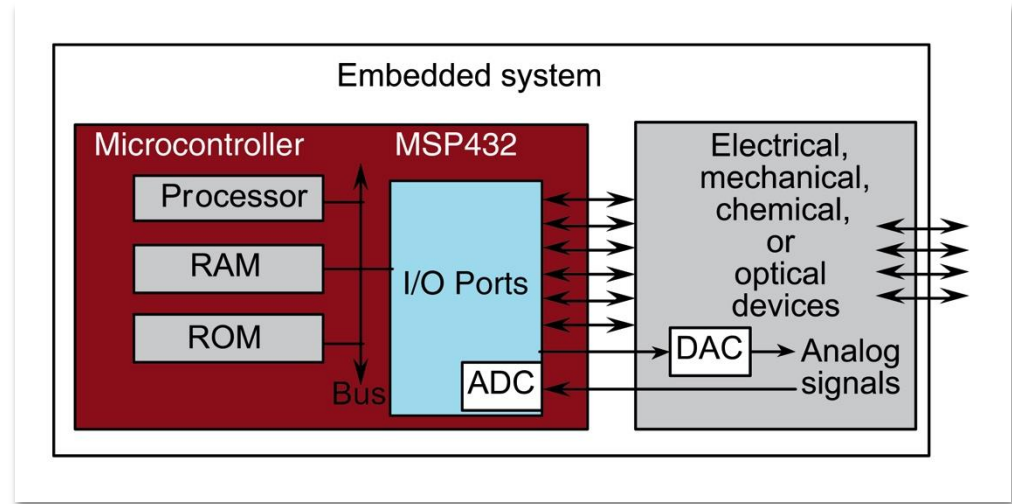 Embedded system
Microcontroller
MSP432
Processor
RAM
ROM
Bus
I/O Ports
ADC
Electrical,
mechanical,
chemical,
or
optical
devices
DAC
Analog
signals